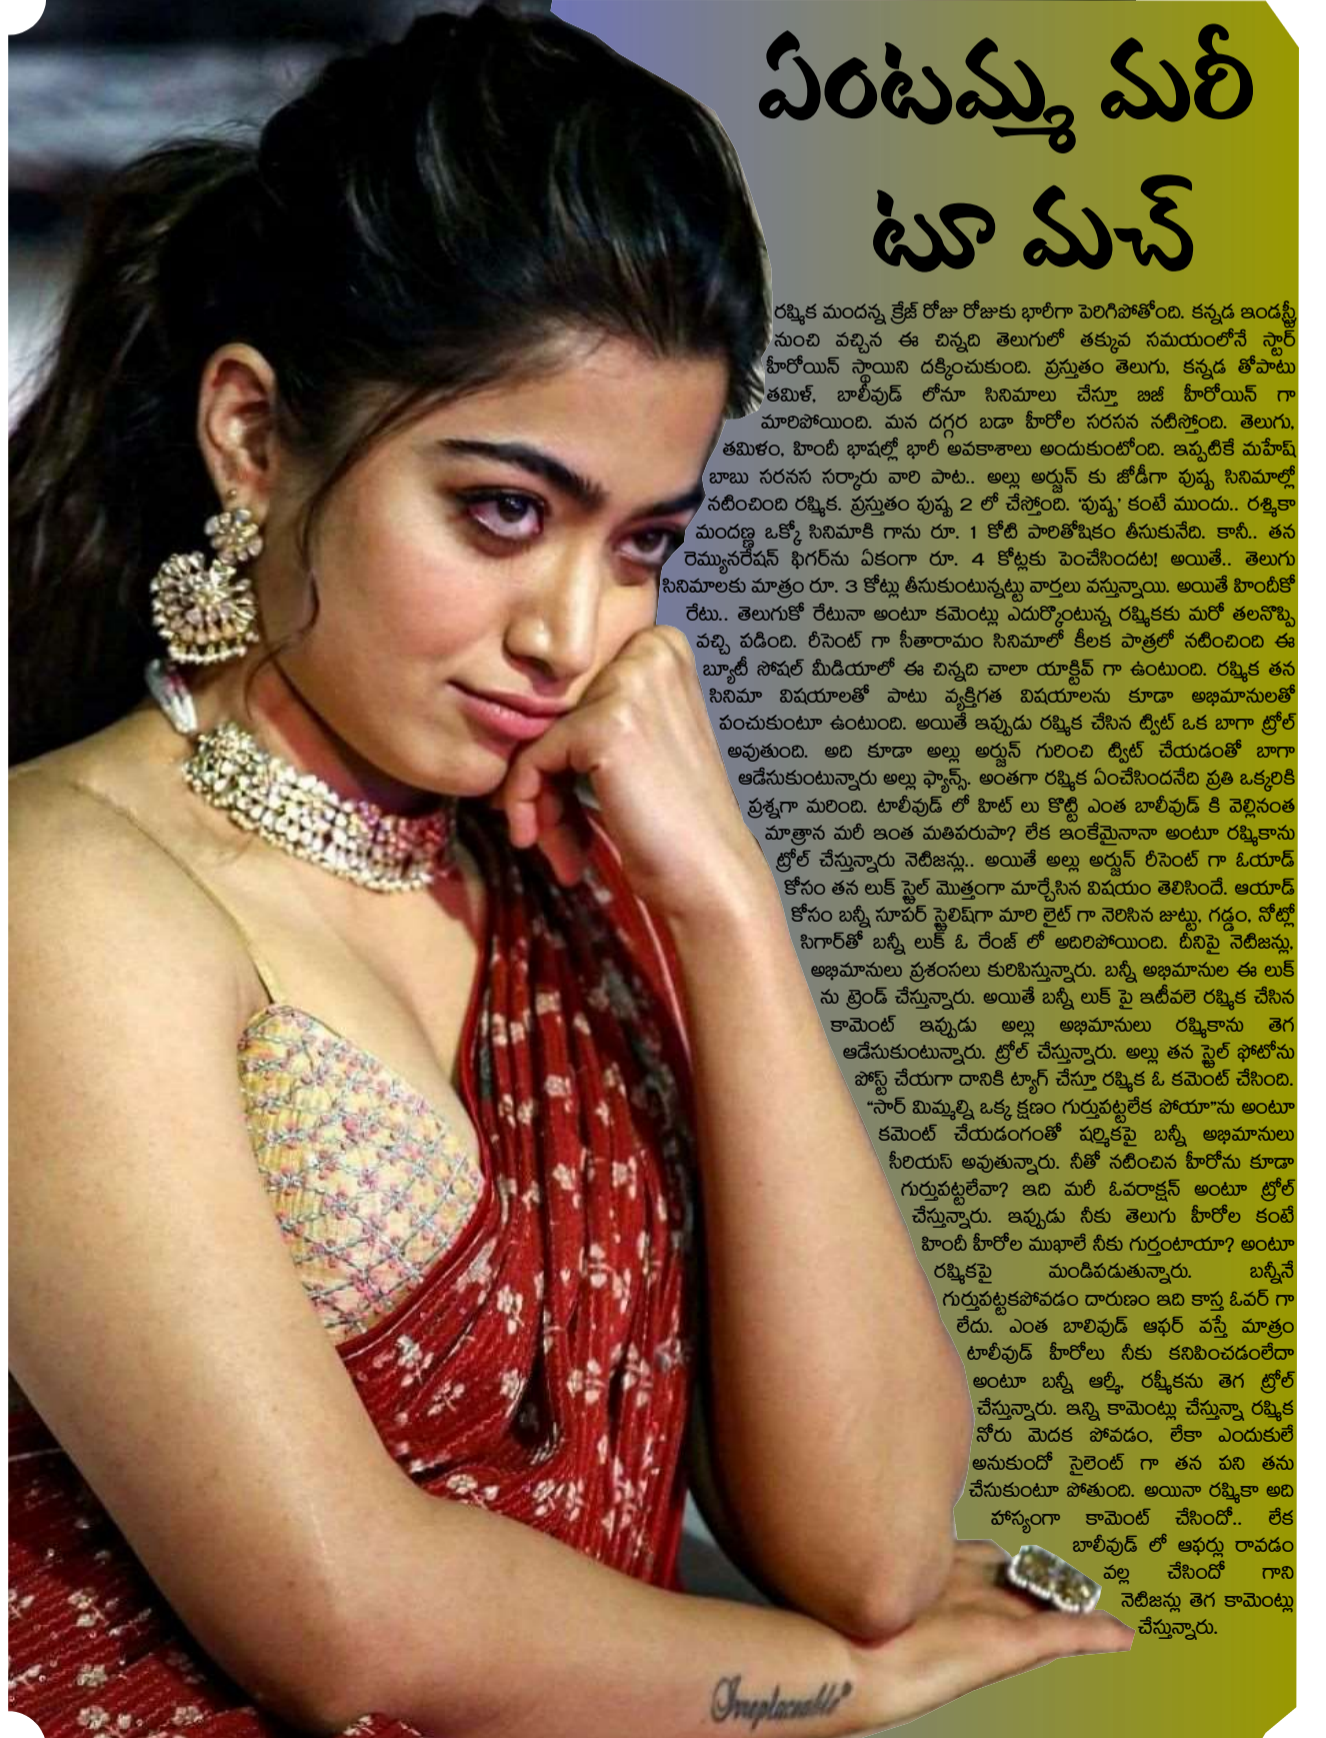 ఏంటమ్మ మరీ
టూ మచ్
రష్మిక మందన్న క్రేజ్ రోజు రోజుకు భారీగా పెరిగిపోతోంది. కన్నడ ఇండస్ట్రీ
నుంచి వచ్చిన ఈ చిన్నది తెలుగులో తక్కువ సమయంలోనే స్టార్
హీరోయిన్ స్థాయిని దక్కించుకుంది. ప్రస్తుతం తెలుగు, కన్నడ తోపాటు
తమిళ్, బాలీవుడ్ లోనూ సినిమాలు చేస్తూ బిజీ హీరోయిన్ గా
మారిపోయింది. మన దగ్గర బడా హీరోల సరసన నటిస్తోంది. తెలుగు,
తమిళం, హిందీ భాషల్లో భారీ అవకాశాలు అందుకుంటోంది. ఇప్పటికే మహేష్
బాబు సరనస సర్కారు వారి పాట.. అల్లు అర్జున్ కు జోడీగా పుష్ప సినిమాల్లో
నటించింది రష్మిక. ప్రస్తుతం పుష్ప 2 లో చేస్తోంది. 'పుష్ప' కంటే ముందు.. రశ్మికా
మందణ్ణ ఒక్కో సినిమాకి గాను రూ. 1 కోటి పారితోషికం తీసుకునేది. కానీ.. తన
రెమ్యునరేషన్ ఫిగర్‌ను ఏకంగా రూ. 4 కోట్లకు పెంచేసిందట! అయితే.. తెలుగు
సినిమాలకు మాత్రం రూ. 3 కోట్లు తీసుకుంటున్నట్టు వార్తలు వస్తున్నాయి. అయితే హిందీకో
రేటు.. తెలుగుకో రేటునా అంటూ కమెంట్లు ఎదుర్కొంటున్న రష్మికకు మరో తలనొప్పి
వచ్చి పడింది. రీసెంట్ గా సీతారామం సినిమాలో కీలక పాత్రలో నటించింది ఈ
బ్యూటీ సోషల్ మీడియాలో ఈ చిన్నది చాలా యాక్టివ్ గా ఉంటుంది. రష్మిక తన
సినిమా విషయాలతో పాటు వ్యక్తిగత విషయాలను కూడా అభిమానులతో
పంచుకుంటూ ఉంటుంది. అయితే ఇప్పుడు రష్మిక చేసిన ట్విట్ ఒక బాగా ట్రోల్
అవుతుంది. అది కూడా అల్లు అర్జున్ గురించి ట్విట్ చేయడంతో బాగా
ఆడేసుకుంటున్నారు అల్లు ఫ్యాన్స్. అంతగా రష్మిక ఏంచేసిందనేది ప్రతి ఒక్కరికి
ప్రశ్నగా మరింది. టాలీవుడ్ లో హిట్ లు కొట్టి ఎంత బాలీవుడ్ కి వెల్లినంత
మాత్రాన మరీ ఇంత మతిపరుపా? లేక ఇంకేమైనానా అంటూ రష్మికాను
ట్రోల్ చేస్తున్నారు నెటిజన్లు.. అయితే అల్లు అర్జున్ రీసెంట్ గా ఓయాడ్
కోసం తన లుక్ స్టైల్ మొత్తంగా మార్చేసిన విషయం తెలిసిందే. ఆయాడ్
కోసం బన్నీ సూపర్ స్టైలిష్‌గా మారి లైట్ గా నెరిసిన జుట్టు, గడ్డం, నోట్లో
సిగార్‌తో బన్నీ లుక్ ఓ రేంజ్ లో అదిరిపోయింది. దీనిపై నెటిజన్లు,
అభిమానులు ప్రశంసలు కురిపిస్తున్నారు. బన్నీ అభిమానుల ఈ లుక్
ను ట్రెండ్ చేస్తున్నారు. అయితే బన్నీ లుక్ పై ఇటీవలె రష్మిక చేసిన
కామెంట్ ఇప్పుడు అల్లు అభిమానులు రష్మికాను తెగ
ఆడేసుకుంటున్నారు. ట్రోల్ చేస్తున్నారు. అల్లు తన స్టైల్ ఫోటోను
పోస్ట్ చేయగా దానికి ట్యాగ్ చేస్తూ రష్మిక ఓ కమెంట్ చేసింది.
"సార్ మిమ్మల్ని ఒక్క క్షణం గుర్తుపట్టలేక పోయా"ను అంటూ
కమెంట్ చేయడంగంతో షర్మికపై బన్నీ అభిమానులు
సీరియస్ అవుతున్నారు. నీతో నటించిన హీరోను కూడా
గుర్తుపట్టలేవా? ఇది మరీ ఓవరాక్షన్ అంటూ ట్రోల్
చేస్తున్నారు. ఇప్పుడు నీకు తెలుగు హీరోల కంటే
హిందీ హీరోల ముఖాలే నీకు గుర్తంటాయా? అంటూ
రష్మికపై మండిపడుతున్నారు. బన్నీనే
గుర్తుపట్టకపోవడం దారుణం ఇది కాస్త ఓవర్ గా
లేదు. ఎంత బాలివుడ్ ఆఫర్ వస్తే మాత్రం
టాలీవుడ్ హీరోలు నీకు కనిపించడంలేదా
అంటూ బన్నీ ఆర్మీ, రష్మీకను తెగ ట్రోల్
చేస్తున్నారు. ఇన్ని కామెంట్లు చేస్తున్నా రష్మిక
నోరు మెదక పోవడం, లేకా ఎందుకులే
అనుకుందో సైలెంట్ గా తన పని తను
చేసుకుంటూ పోతుంది. అయినా రష్మికా అది
హాస్యంగా కామెంట్ చేసిందో.. లేక
బాలీవుడ్ లో ఆఫర్లు రావడం
వల్ల చేసిందో గాని
నెటిజన్లు తెగ కామెంట్లు
చేస్తున్నారు.
Irreplaceable